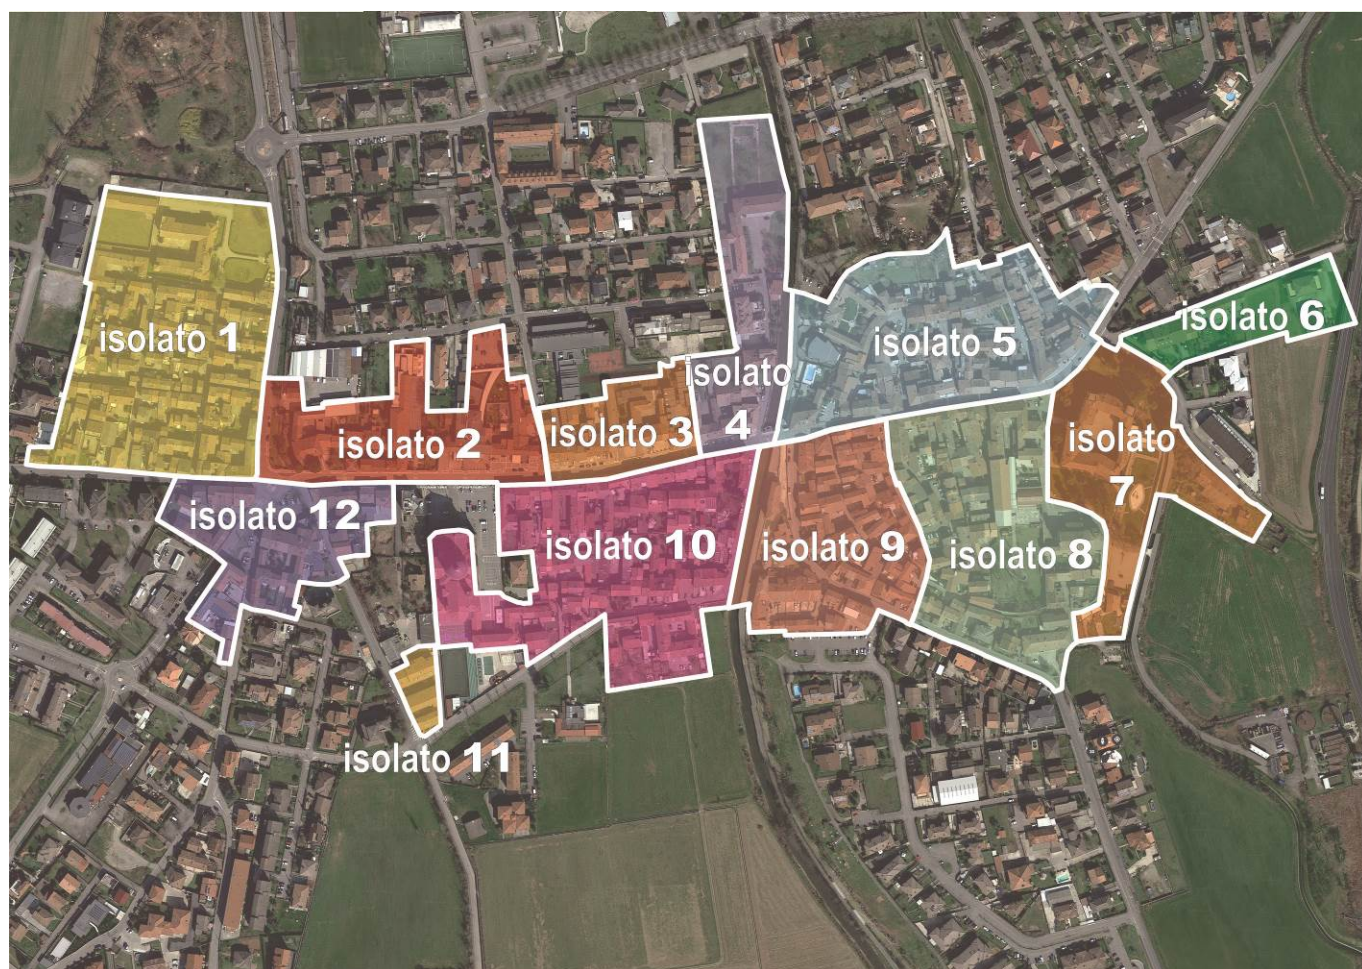 isolato 1
isolato 2
isolato 3
isolato
4
isolato 5
isolato 6
isolato
7
isolato 8
isolato 9
isolato 10
isolato 11
isolato 12